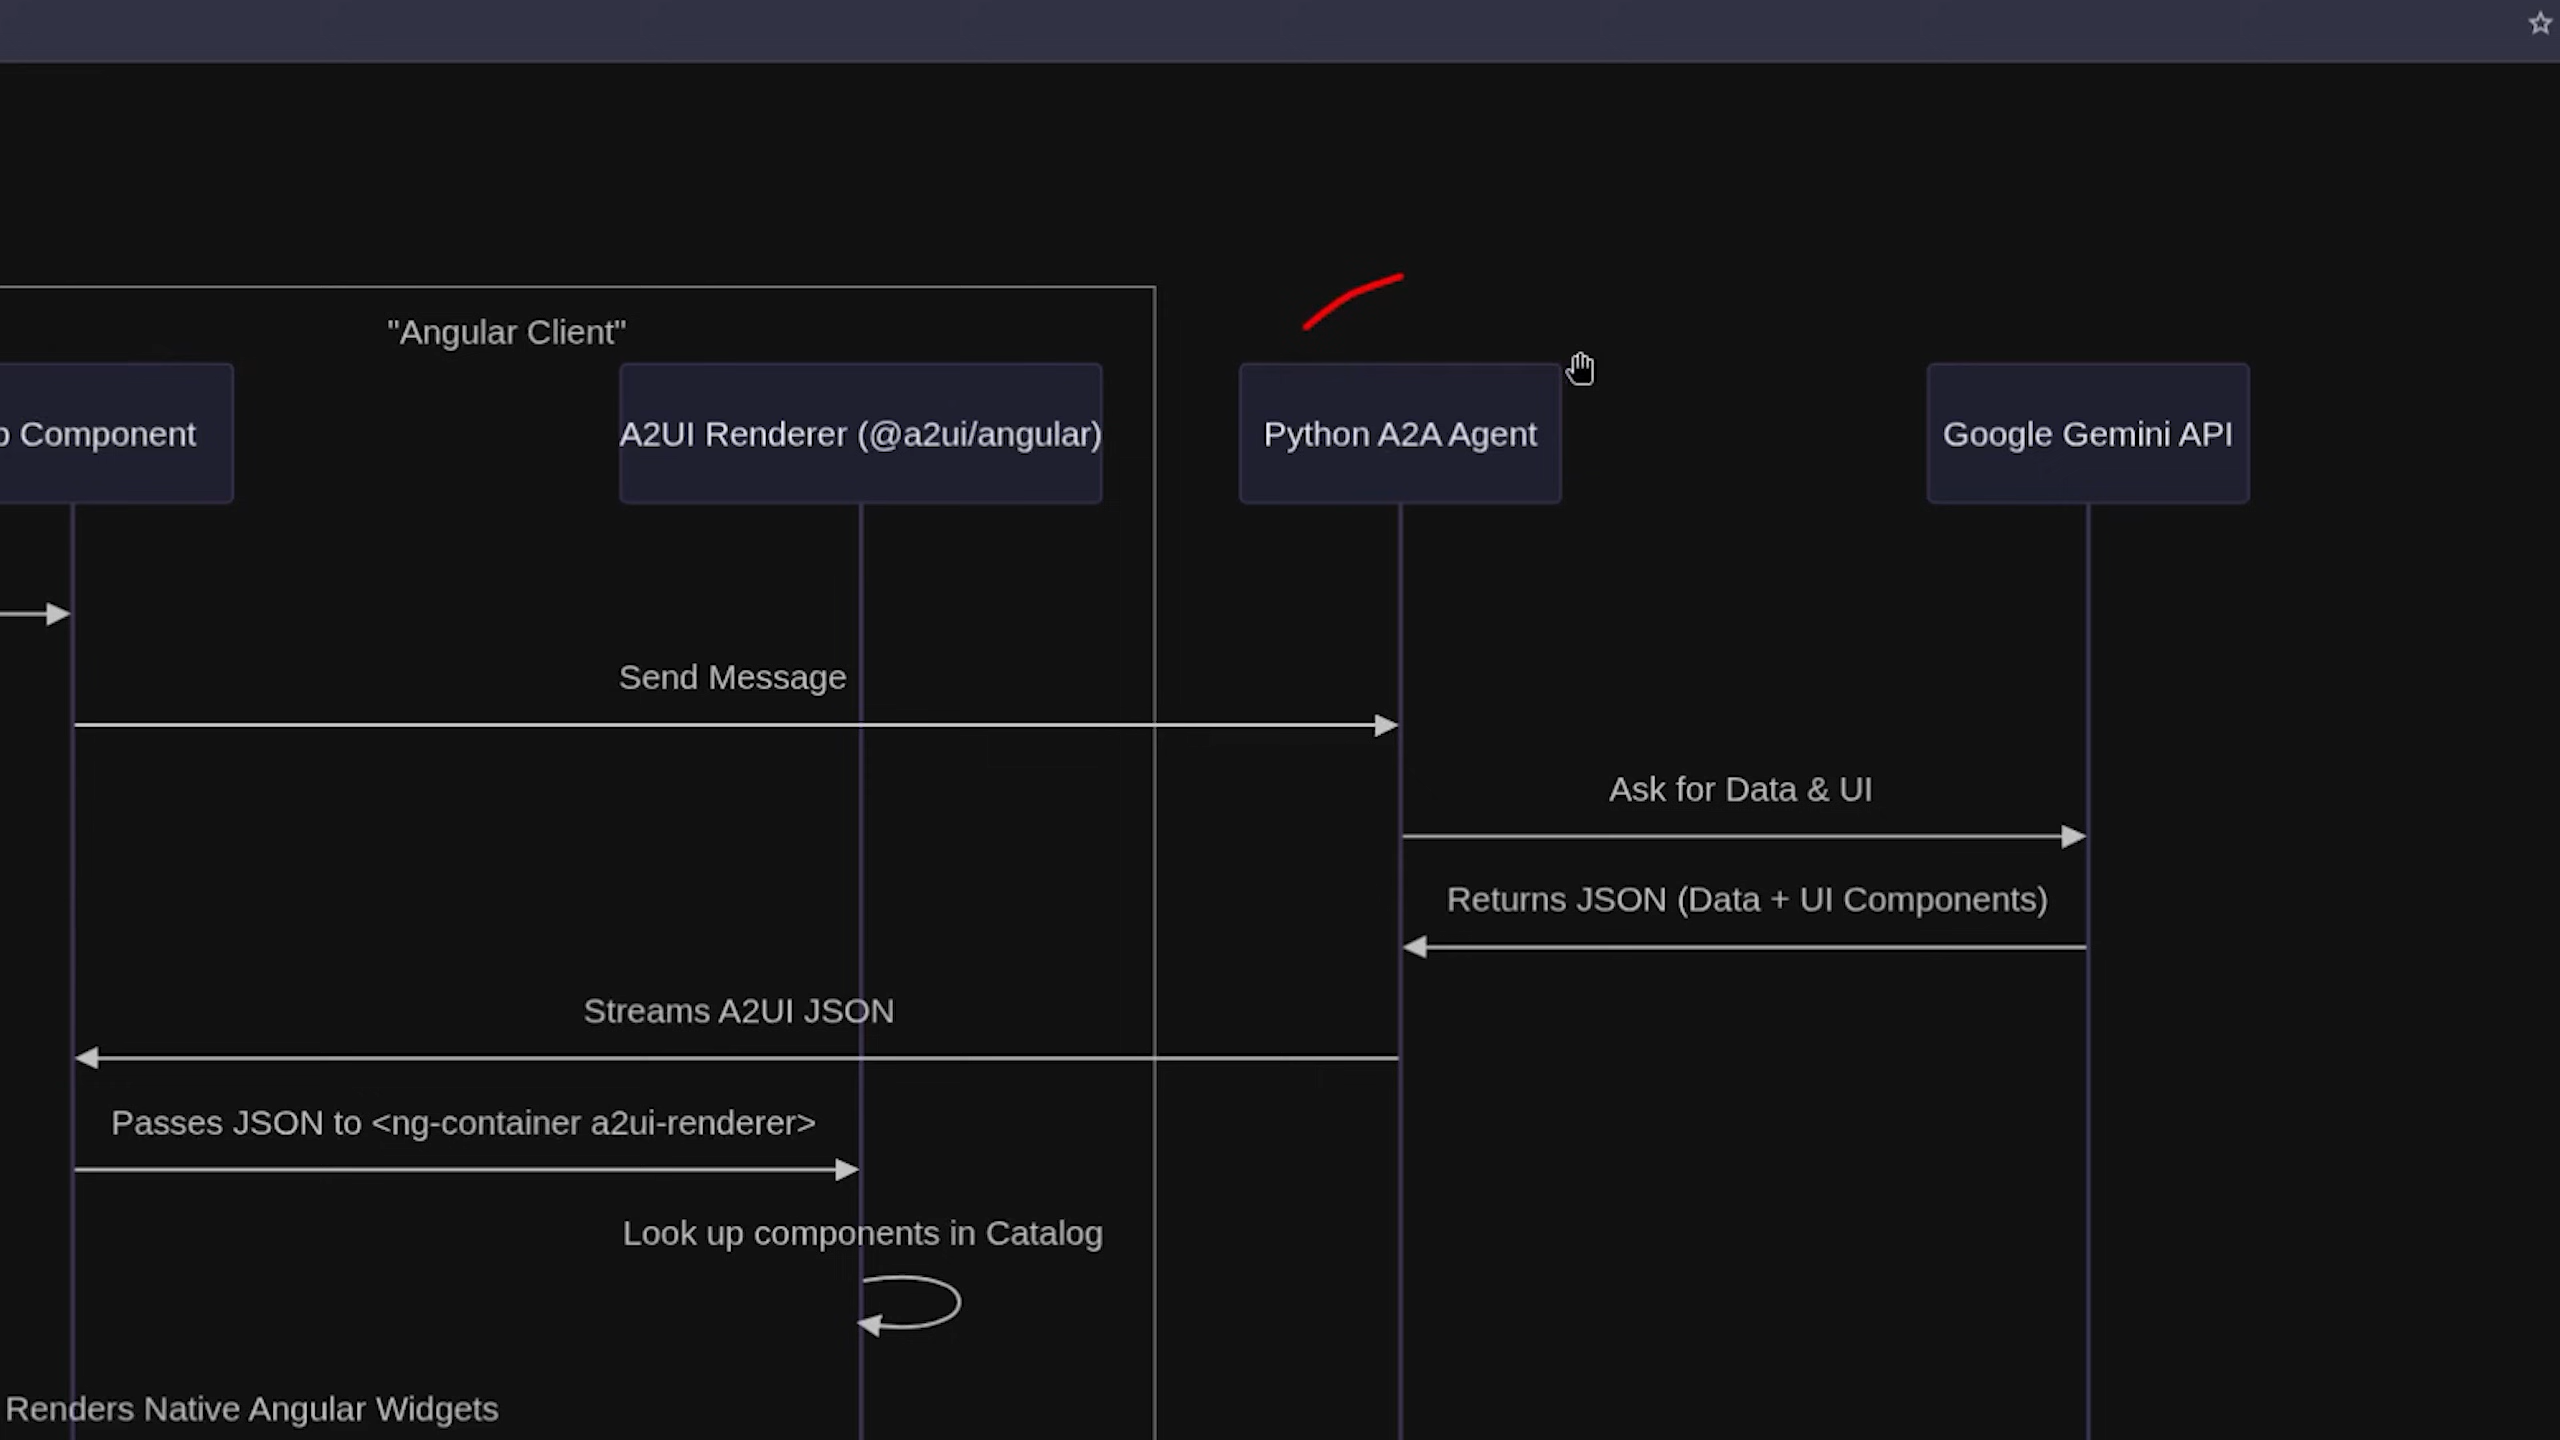 "Angular Client"
Component
A2UI Renderer (@a2ui/angular)
Python A2A Agent
Google Gemini API
Send Message
Ask for Data & UI
Returns JSON (Data + UI Components)
Streams A2UI JSON
Passes JSON to <ng-container a2ui-renderer>
Look up components in Catalog
Renders Native Angular Widgets